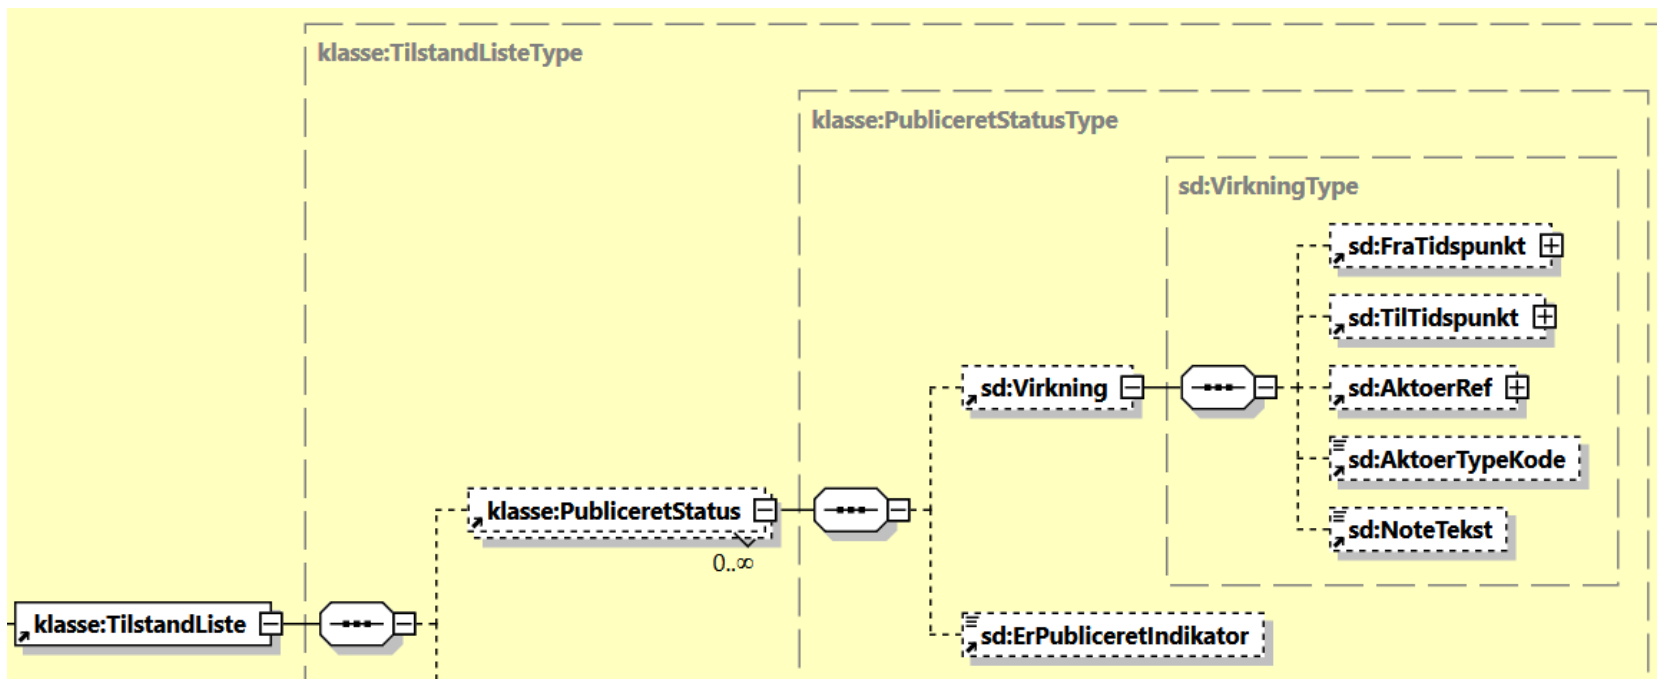 klasse:TilstandListeType
klasse:PubliceretStatusType
sd:VirkningType
sd:FraTidspunkt
sd:TilTidspunkt
sd:Virkning
sd:AktoerRef
sd:AktoerTypeKode
klasse:PubliceretStatus
sd:NoteTekst
0..∞
klasse:TilstandListe
sd:ErPubliceretIndikator